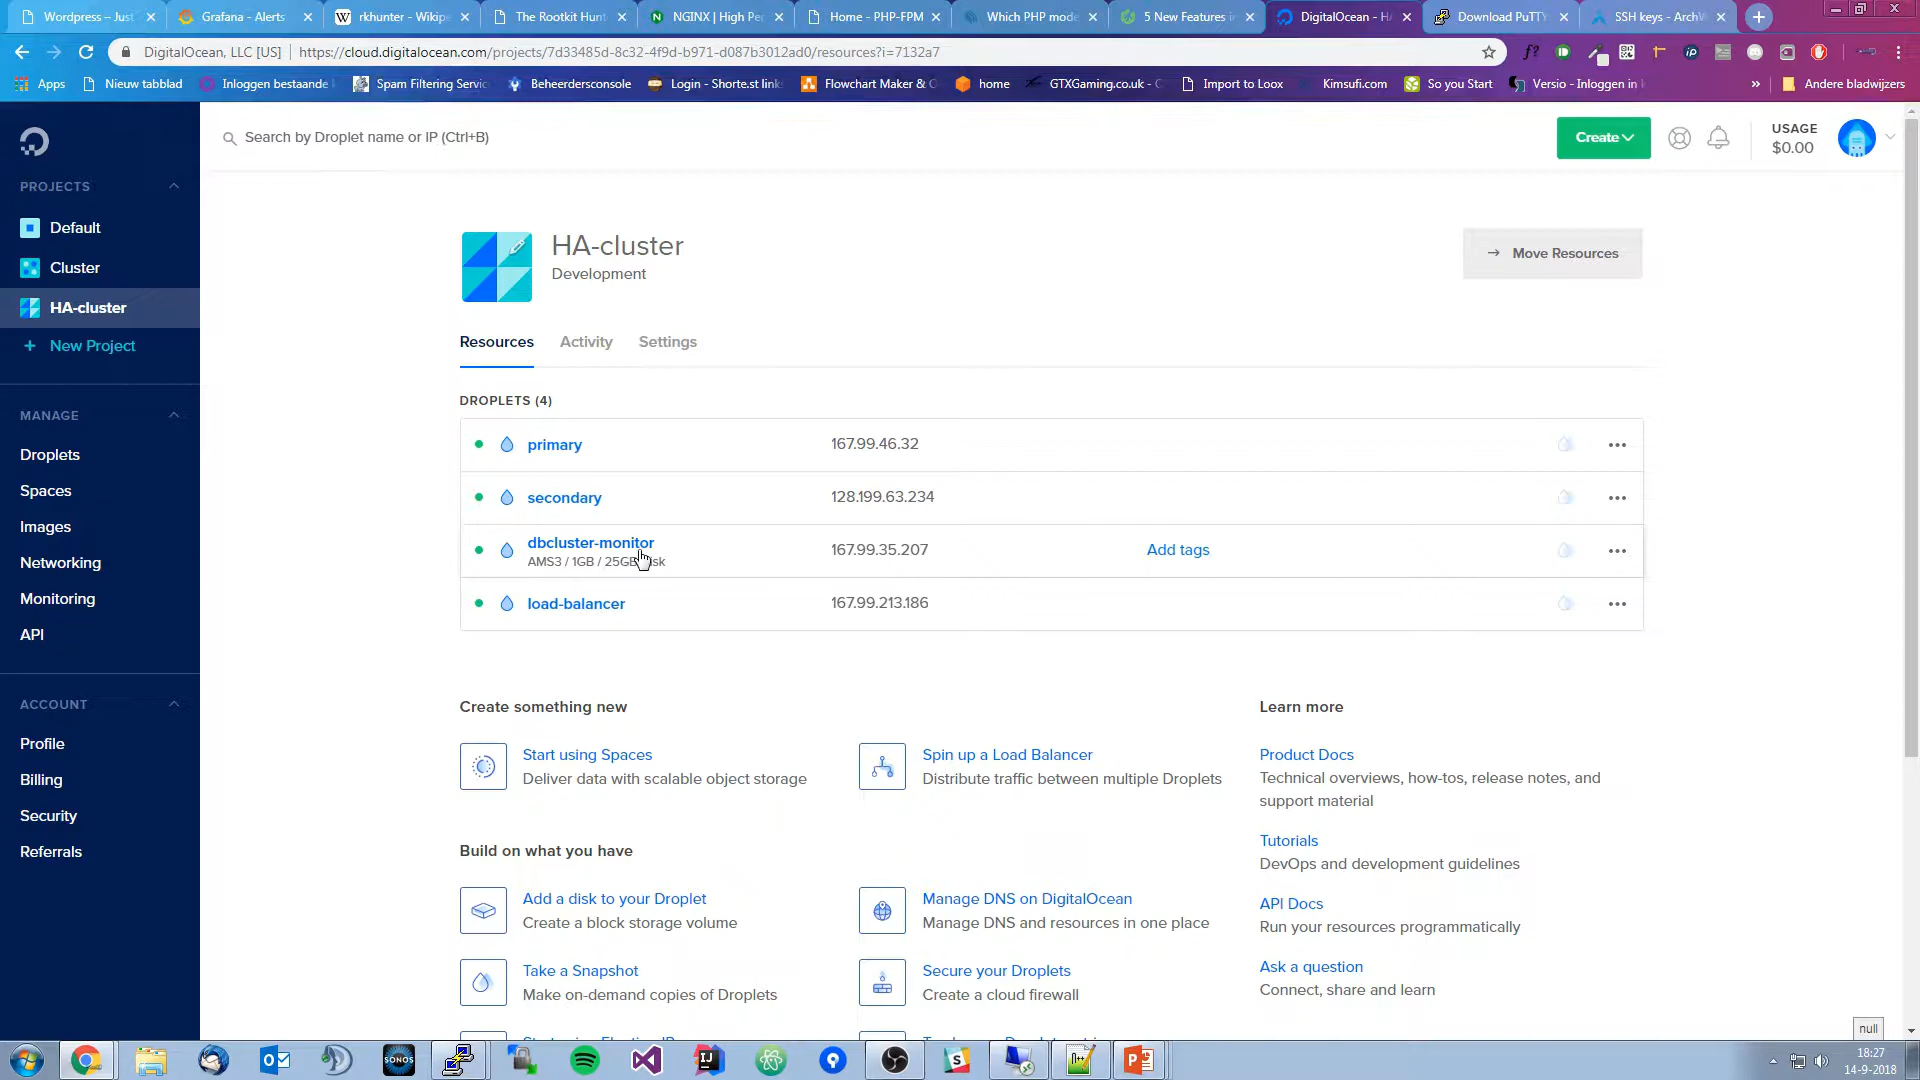 Wordpress – Just
Grafana - Alerts
rkhunter - Wikipe
The Rootkit Hunt
NGINX | High Per
Home - PHP-FPM
Which PHP mode
5 New Features in
DigitalOcean - HA
Download PuTTY
SSH keys - ArchW
DigitalOcean, LLC [US] | https://cloud.digitalocean.com/projects/7d33485d-8c32-4f9d-b971-d087b3012ad0/resources?i=7132a7
Apps
Nieuw tabblad
Inloggen bestaande
Spam Filtering Servic
Beheerdersconsole
Login - Shorte.st link
Flowchart Maker & O
home
GTXGaming.co.uk - C
Import to Loox
Kimsufi.com
So you Start
Versio - Inloggen in
»
Andere bladwijzers
Search by Droplet name or IP (Ctrl+B)
Create
USAGE
$0.00
PROJECTS
Default
Cluster
HA-cluster
+ New Project
MANAGE
Droplets
Spaces
Images
Networking
Monitoring
API
ACCOUNT
Profile
Billing
Security
Referrals
HA-cluster
Development
→ Move Resources
Resources
Activity
Settings
DROPLETS (4)
primary
167.99.46.32
secondary
128.199.63.234
dbcluster-monitor
AMS3 / 1GB / 25GB
167.99.35.207
Add tags
load-balancer
167.99.213.186
Create something new
Start using Spaces
Deliver data with scalable object storage
Spin up a Load Balancer
Distribute traffic between multiple Droplets
Build on what you have
Add a disk to your Droplet
Create a block storage volume
Manage DNS on DigitalOcean
Manage DNS and resources in one place
Take a Snapshot
Make on-demand copies of Droplets
Secure your Droplets
Create a cloud firewall
Learn more
Product Docs
Technical overviews, how-tos, release notes, and
support material
Tutorials
DevOps and development guidelines
API Docs
Run your resources programmatically
Ask a question
Connect, share and learn
null
SONOS
18:27
14-9-2018